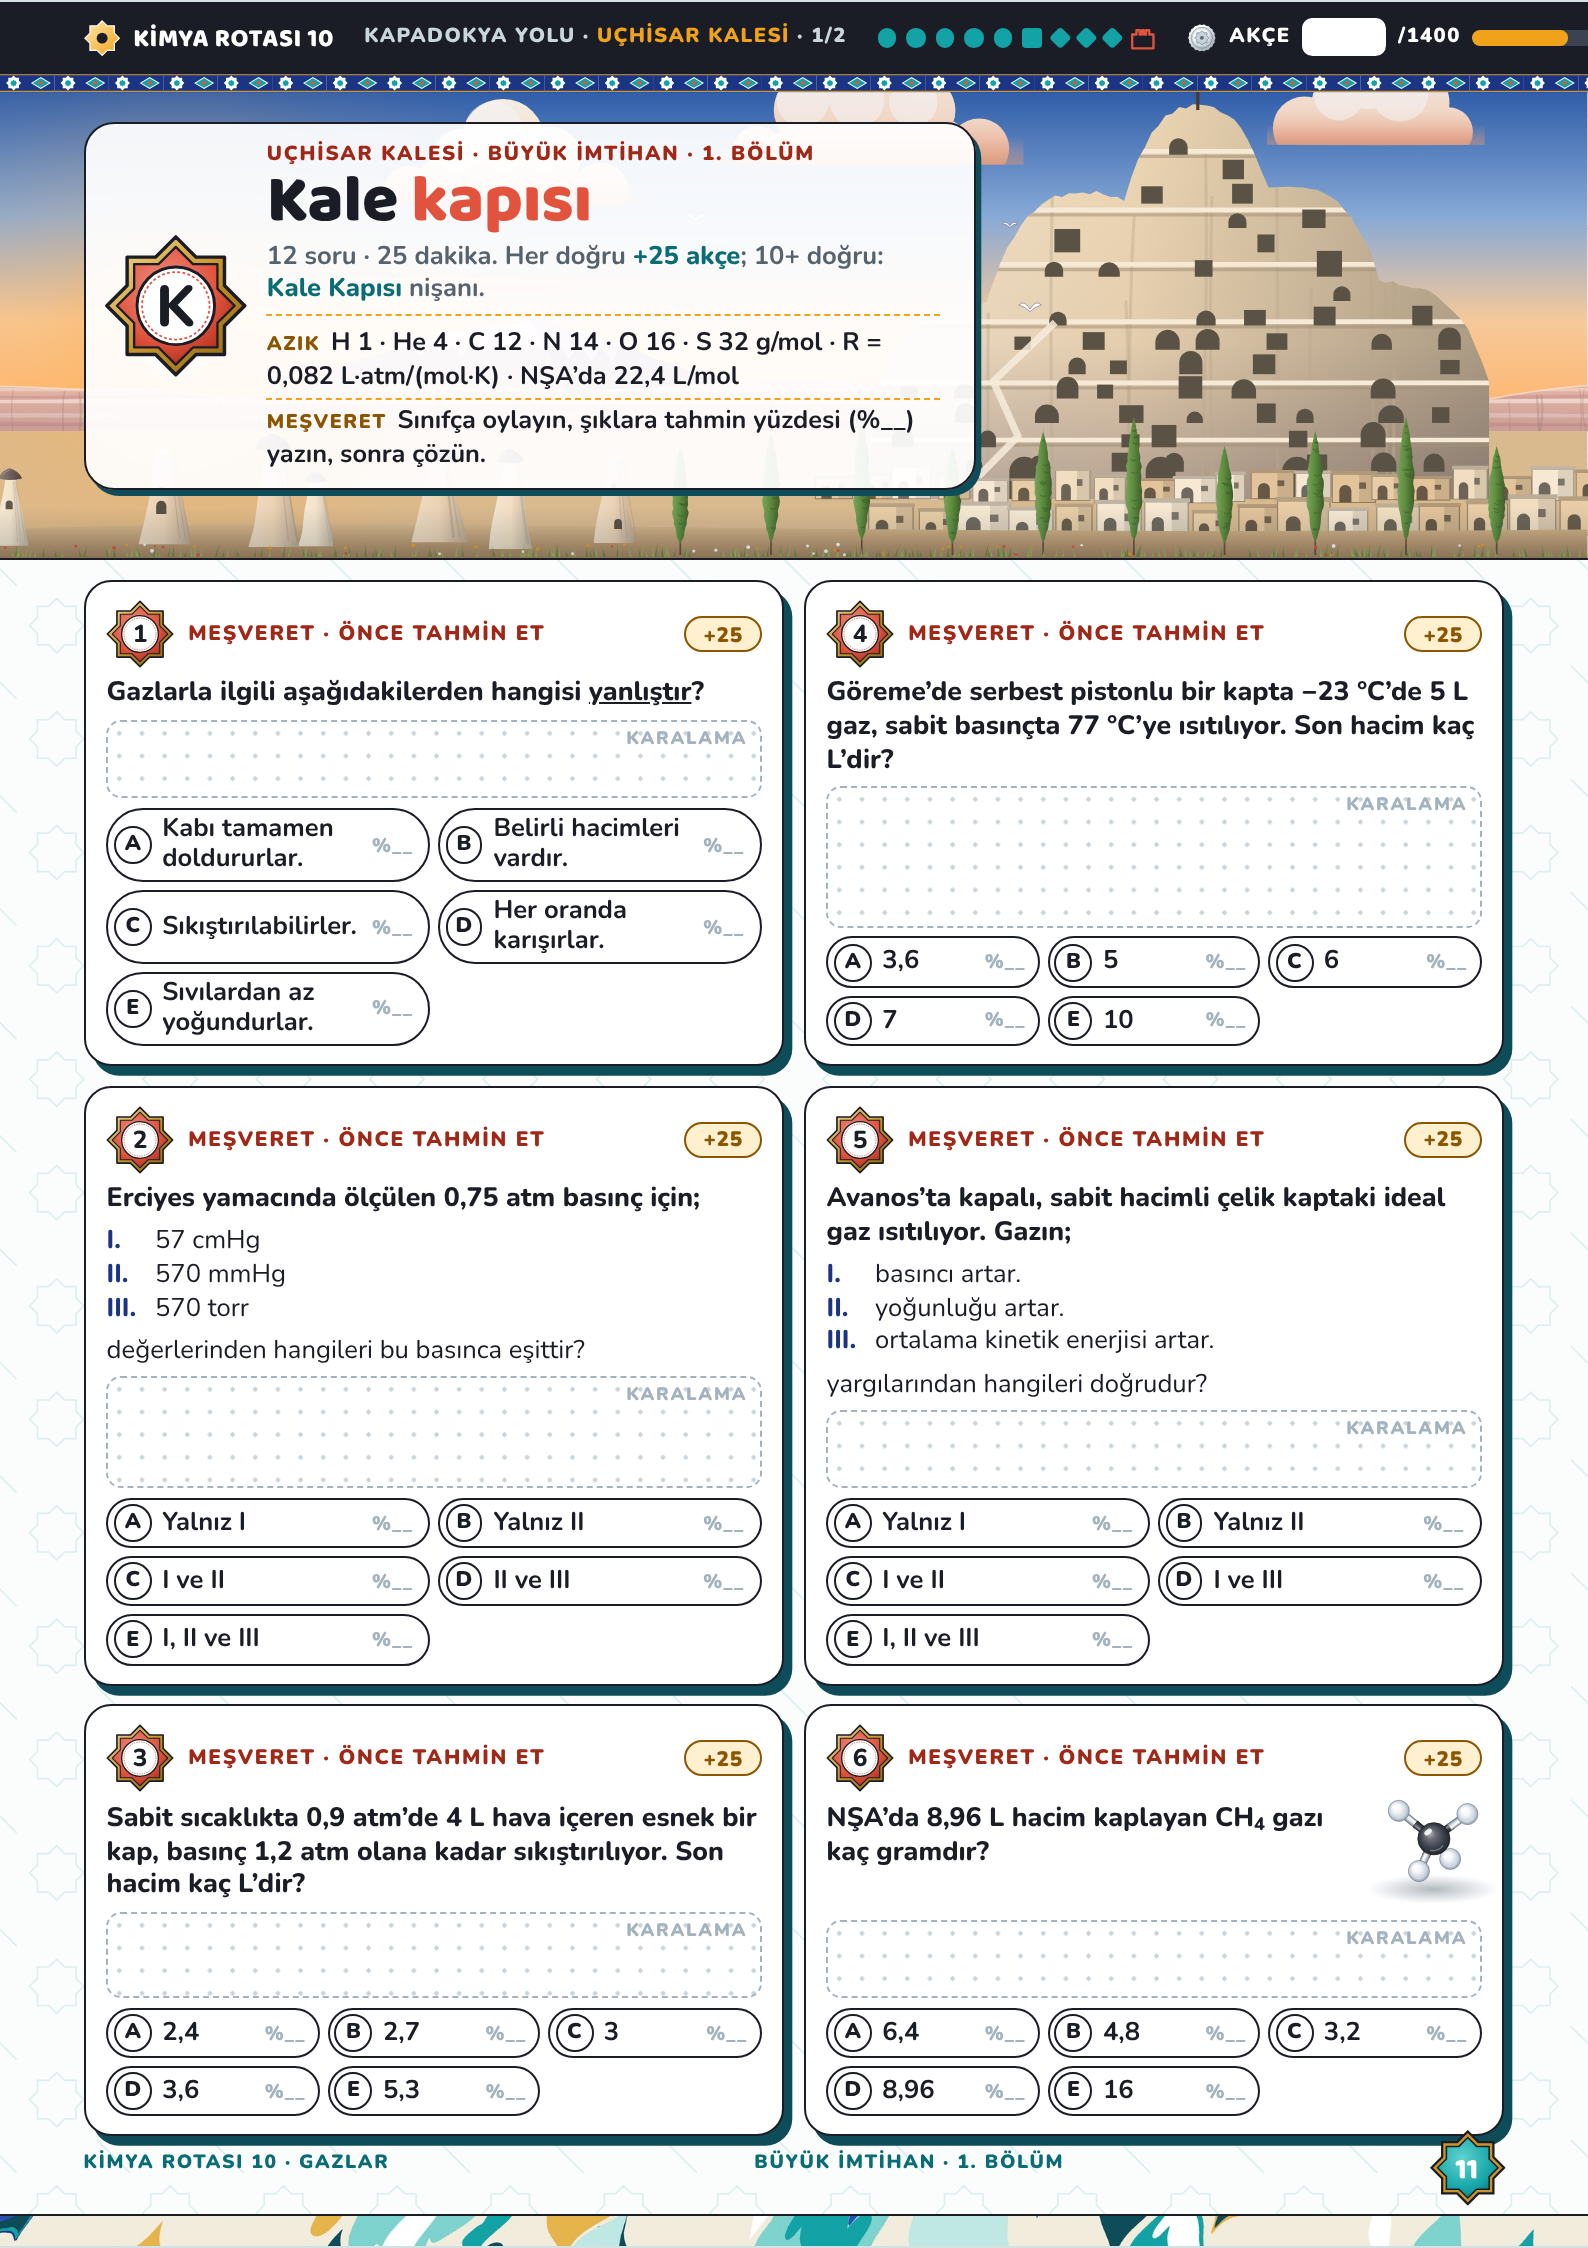 KİMYA ROTASI 10 KAPADOKYA YOLU · UÇHİSAR KALESİ · 1/2 AKÇE /1400
UÇHİSAR KALESİ · BÜYÜK İMTİHAN · 1. BÖLÜM
Kale kapısı
K
12 soru · 25 dakika. Her doğru +25 akçe; 10+ doğru:
Kale Kapısı nişanı.
AZIK H 1 · He 4 · C 12 · N 14 · O 16 · S 32 g/mol · R =
0,082 L·atm/(mol·K) · NŞA’da 22,4 L/mol
MEŞVERET Sınıfça oylayın, şıklara tahmin yüzdesi (%__)
yazın, sonra çözün.
1 MEŞVERET · ÖNCE TAHMİN ET +25
Gazlarla ilgili aşağıdakilerden hangisi yanlıştır?
KARALAMA
A Kabı tamamen doldururlar. %__
B Belirli hacimleri vardır. %__
C Sıkıştırılabilirler. %__
D Her oranda karışırlar. %__
E Sıvılardan az yoğundurlar. %__
2 MEŞVERET · ÖNCE TAHMİN ET +25
Erciyes yamacında ölçülen 0,75 atm basınç için;
I. 57 cmHg
II. 570 mmHg
III. 570 torr
değerlerinden hangileri bu basınca eşittir?
KARALAMA
A Yalnız I %__ B Yalnız II %__
C I ve II %__ D II ve III %__
E I, II ve III %__
3 MEŞVERET · ÖNCE TAHMİN ET +25
Sabit sıcaklıkta 0,9 atm’de 4 L hava içeren esnek bir
kap, basınç 1,2 atm olana kadar sıkıştırılıyor. Son
hacim kaç L’dir?
KARALAMA
A 2,4 %__ B 2,7 %__ C 3 %__
D 3,6 %__ E 5,3 %__
4 MEŞVERET · ÖNCE TAHMİN ET +25
Göreme’de serbest pistonlu bir kapta −23 °C’de 5 L
gaz, sabit basınçta 77 °C’ye ısıtılıyor. Son hacim kaç
L’dir?
KARALAMA
A 3,6 %__ B 5 %__ C 6 %__
D 7 %__ E 10 %__
5 MEŞVERET · ÖNCE TAHMİN ET +25
Avanos’ta kapalı, sabit hacimli çelik kaptaki ideal
gaz ısıtılıyor. Gazın;
I. basıncı artar.
II. yoğunluğu artar.
III. ortalama kinetik enerjisi artar.
yargılarından hangileri doğrudur?
KARALAMA
A Yalnız I %__ B Yalnız II %__
C I ve II %__ D I ve III %__
E I, II ve III %__
6 MEŞVERET · ÖNCE TAHMİN ET +25
NŞA’da 8,96 L hacim kaplayan CH₄ gazı
kaç gramdır?
KARALAMA
A 6,4 %__ B 4,8 %__ C 3,2 %__
D 8,96 %__ E 16 %__
KİMYA ROTASI 10 · GAZLAR BÜYÜK İMTİHAN · 1. BÖLÜM 11